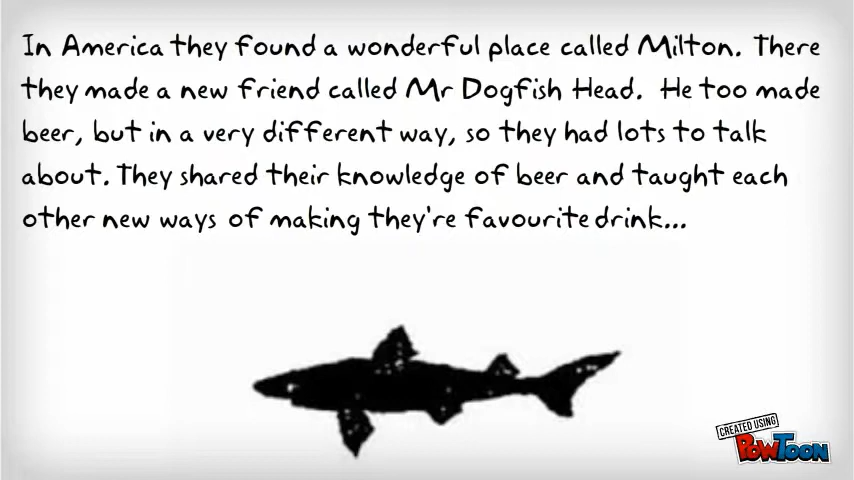 In America they found a wonderful place called Milton. There
they made a new friend called Mr Dogfish Head. He too made
beer, but in a very different way, so they had lots to talk
about. They shared their knowledge of beer and taught each
other new ways of making they're favourite drink...
CREATED USING
POWTOON